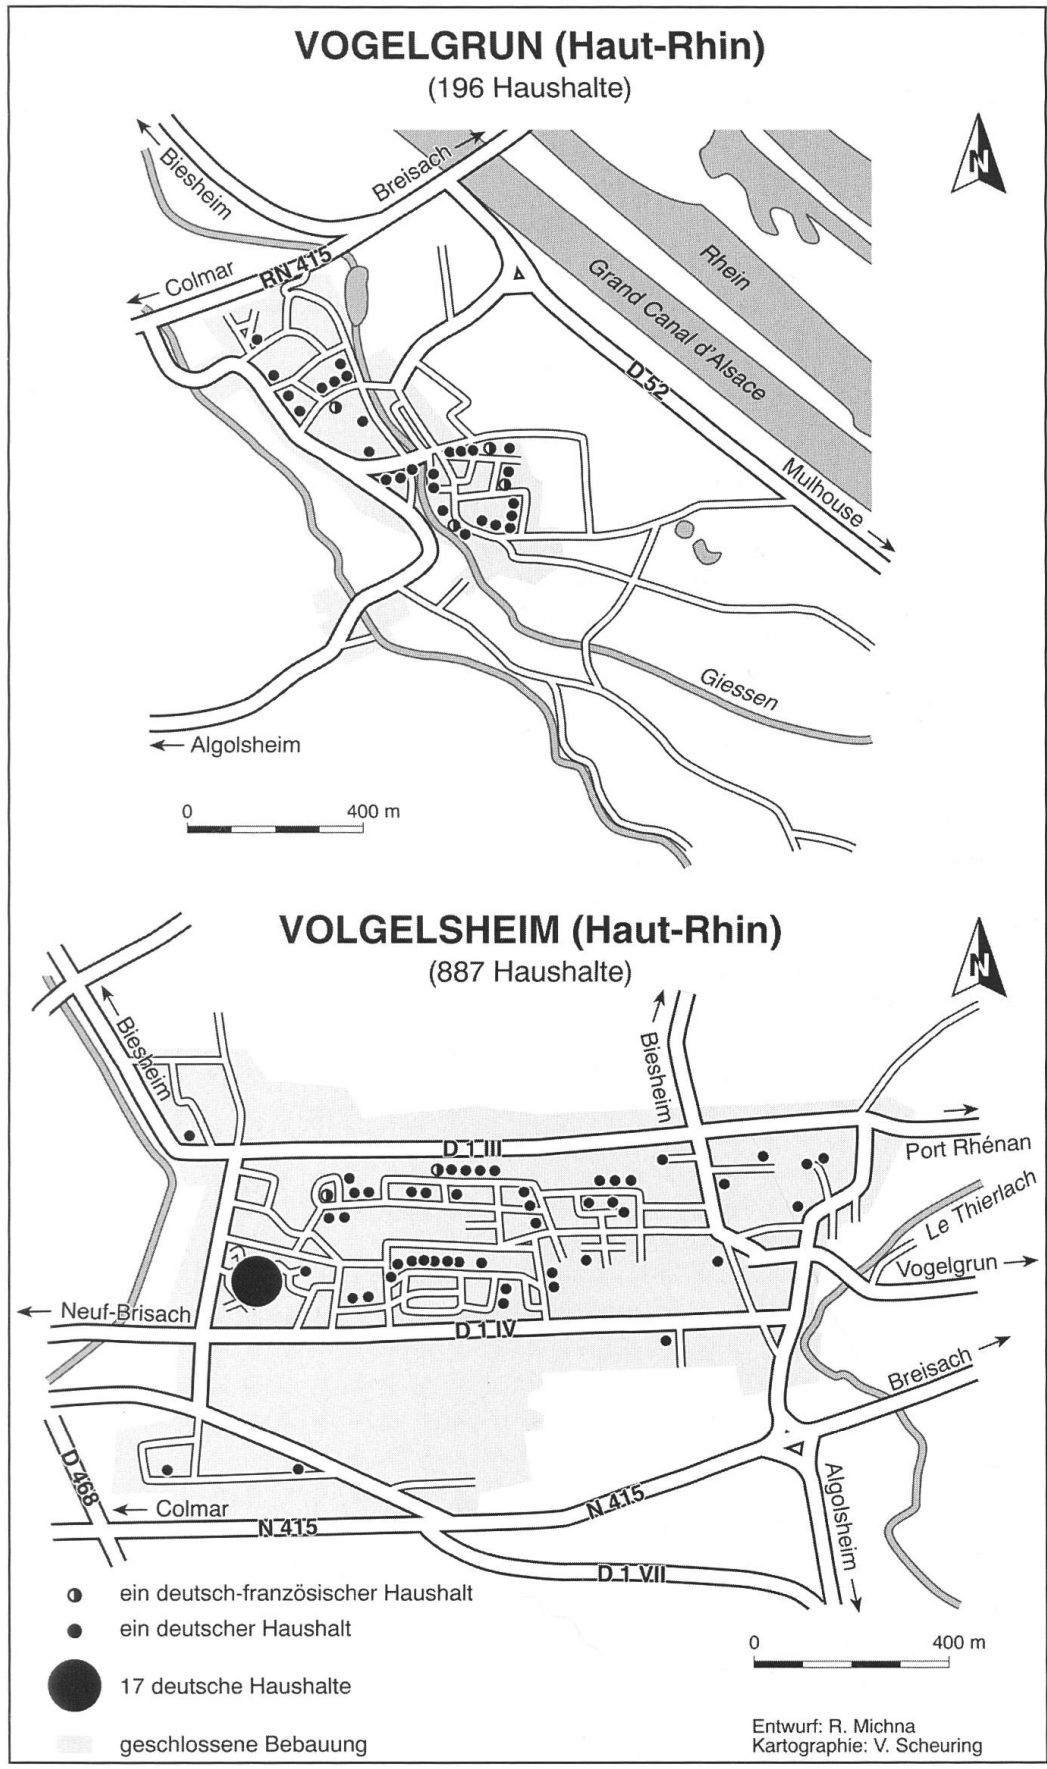 VOGELGRUN (Haut-Rhin)
(196 Haushalte)
N
Biesheim
Breisach
Colmar
RN 415
Rhein
Grand Canal d'Alsace
D 52
Mulhouse
Giessen
Algolsheim
0 400 m
VOLGELSHEIM (Haut-Rhin)
(887 Haushalte)
N
Biesheim
Biesheim
D 1 III
Port Rhénan
Le Thierlach
Vogelgrun
Neuf-Brisach
D 1 IV
Breisach
D 468
Colmar
N 415
N 415
Algolsheim
D 1 VII
ein deutsch-französischer Haushalt
ein deutscher Haushalt
17 deutsche Haushalte
geschlossene Bebauung
0 400 m
Entwurf: R. Michna
Kartographie: V. Scheuring